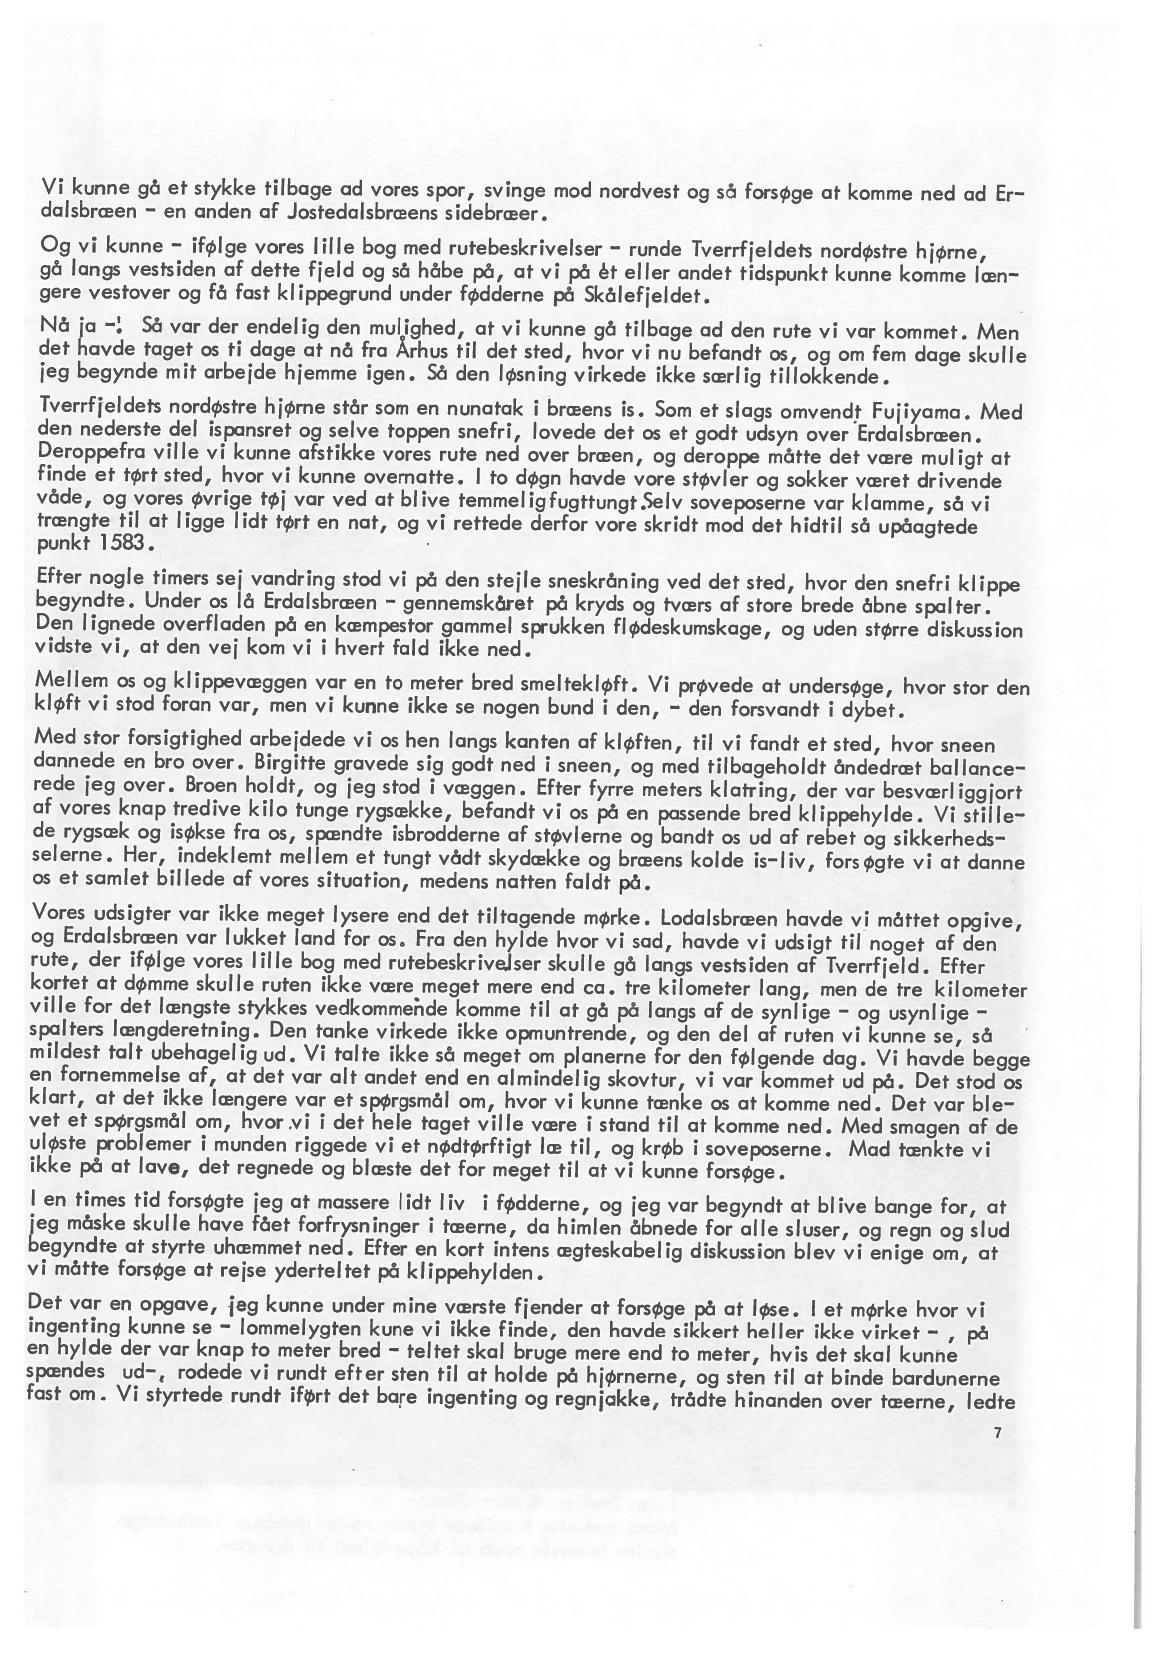 Vi kunne gå et stykke tilbage ad vores spor, svinge mod nordvest og så forsøge at komme ned ad Er-
dalsbræen - en anden af Jostedalsbræens sidebræer.
Og vi kunne - ifølge vores lille bog med rutebeskrivelser - runde Tverrfjeldets nordøstre hjørne,
gå langs vestsiden af dette fjeld og så håbe på, at vi på èt eller andet tidspunkt kunne komme læn-
gere vestover og få fast klippegrund under fødderne på Skålefjeldet.
Nå ja -! Så var der endelig den mulighed, at vi kunne gå tilbage ad den rute vi var kommet. Men
det havde taget os ti dage at nå fra Århus til det sted, hvor vi nu befandt os, og om fem dage skulle
jeg begynde mit arbejde hjemme igen. Så den løsning virkede ikke særlig tillokkende.
Tverrfjeldets nordøstre hjørne står som en nunatak i bræens is. Som et slags omvendt Fujiyama. Med
den nederste del ispansret og selve toppen snefri, lovede det os et godt udsyn over Erdalsbræen.
Deroppefra ville vi kunne afstikke vores rute ned over bræen, og deroppe måtte det være muligt at
finde et tørt sted, hvor vi kunne overnatte. I to døgn havde vore støvler og sokker været drivende
våde, og vores øvrige tøj var ved at blive temmeligfugttungt.Selv soveposerne var klamme, så vi
trængte til at ligge lidt tørt en nat, og vi rettede derfor vore skridt mod det hidtil så upåagtede
punkt 1583.
Efter nogle timers sej vandring stod vi på den stejle sneskråning ved det sted, hvor den snefri klippe
begyndte. Under os lå Erdalsbræen - gennemskåret på kryds og tværs af store brede åbne spalter.
Den lignede overfladen på en kæmpestor gammel sprukken flødeskumskage, og uden større diskussion
vidste vi, at den vej kom vi i hvert fald ikke ned.
Mellem os og klippevæggen var en to meter bred smeltekløft. Vi prøvede at undersøge, hvor stor den
kløft vi stod foran var, men vi kunne ikke se nogen bund i den, - den forsvandt i dybet.
Med stor forsigtighed arbejdede vi os hen langs kanten af kløften, til vi fandt et sted, hvor sneen
dannede en bro over. Birgitte gravede sig godt ned i sneen, og med tilbageholdt åndedræt ballance-
rede jeg over. Broen holdt, og jeg stod i væggen. Efter fyrre meters klatring, der var besværliggjort
af vores knap tredive kilo tunge rygsække, befandt vi os på en passende bred klippehylde. Vi stille-
de rygsæk og isøkse fra os, spændte isbrodderne af støvlerne og bandt os ud af rebet og sikkerheds-
selerne. Her, indeklemt mellem et tungt vådt skydække og bræens kolde is-liv, forsøgte vi at danne
os et samlet billede af vores situation, medens natten faldt på.
Vores udsigter var ikke meget lysere end det tiltagende mørke. Lodalsbræen havde vi måttet opgive,
og Erdalsbræen var lukket land for os. Fra den hylde hvor vi sad, havde vi udsigt til noget af den
rute, der ifølge vores lille bog med rutebeskrivelser skulle gå langs vestsiden af Tverrfjeld. Efter
kortet at dømme skulle ruten ikke være meget mere end ca. tre kilometer lang, men de tre kilometer
ville for det længste stykkes vedkommende komme til at gå på langs af de synlige - og usynlige -
spalters længderetning. Den tanke virkede ikke opmuntrende, og den del af ruten vi kunne se, så
mildest talt ubehagelig ud. Vi talte ikke så meget om planerne for den følgende dag. Vi havde begge
en fornemmelse af, at det var alt andet end en almindelig skovtur, vi var kommet ud på. Det stod os
klart, at det ikke længere var et spørgsmål om, hvor vi kunne tænke os at komme ned. Det var ble-
vet et spørgsmål om, hvor .vi i det hele taget ville være i stand til at komme ned. Med smagen af de
uløste problemer i munden riggede vi et nødtørftigt læ til, og krøb i soveposerne. Mad tænkte vi
ikke på at lave, det regnede og blæste det for meget til at vi kunne forsøge.
I en times tid forsøgte jeg at massere lidt liv i fødderne, og jeg var begyndt at blive bange for, at
jeg måske skulle have fået forfrysninger i tæerne, da himlen åbnede for alle sluser, og regn og slud
begyndte at styrte uhæmmet ned. Efter en kort intens ægteskabelig diskussion blev vi enige om, at
vi måtte forsøge at rejse yderteltet på klippehylden.
Det var en opgave, jeg kunne under mine værste fjender at forsøge på at løse. I et mørke hvor vi
ingenting kunne se - lommelygten kune vi ikke finde, den havde sikkert heller ikke virket - , på
en hylde der var knap to meter bred - teltet skal bruge mere end to meter, hvis det skal kunne
spændes ud-, rodede vi rundt efter sten til at holde på hjørnerne, og sten til at binde bardunerne
fast om. Vi styrtede rundt iført det bare ingenting og regnjakke, trådte hinanden over tæerne, ledte
7